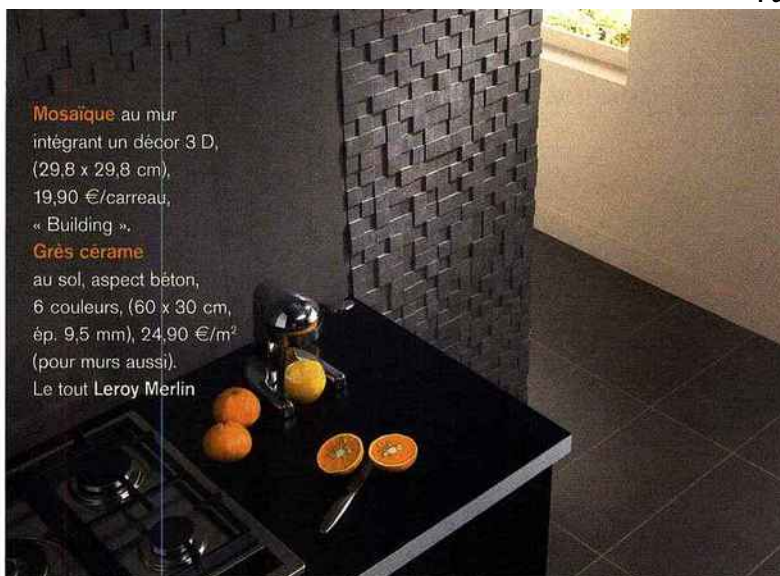 Mosaïque au mur
intégrant un décor 3 D,
(29,8 x 29,8 cm),
19,90 €/carreau,
« Building ».
Grès cérame
au sol, aspect béton,
6 couleurs, (60 x 30 cm,
ép. 9,5 mm), 24,90 €/m²
(pour murs aussi).
Le tout Leroy Merlin